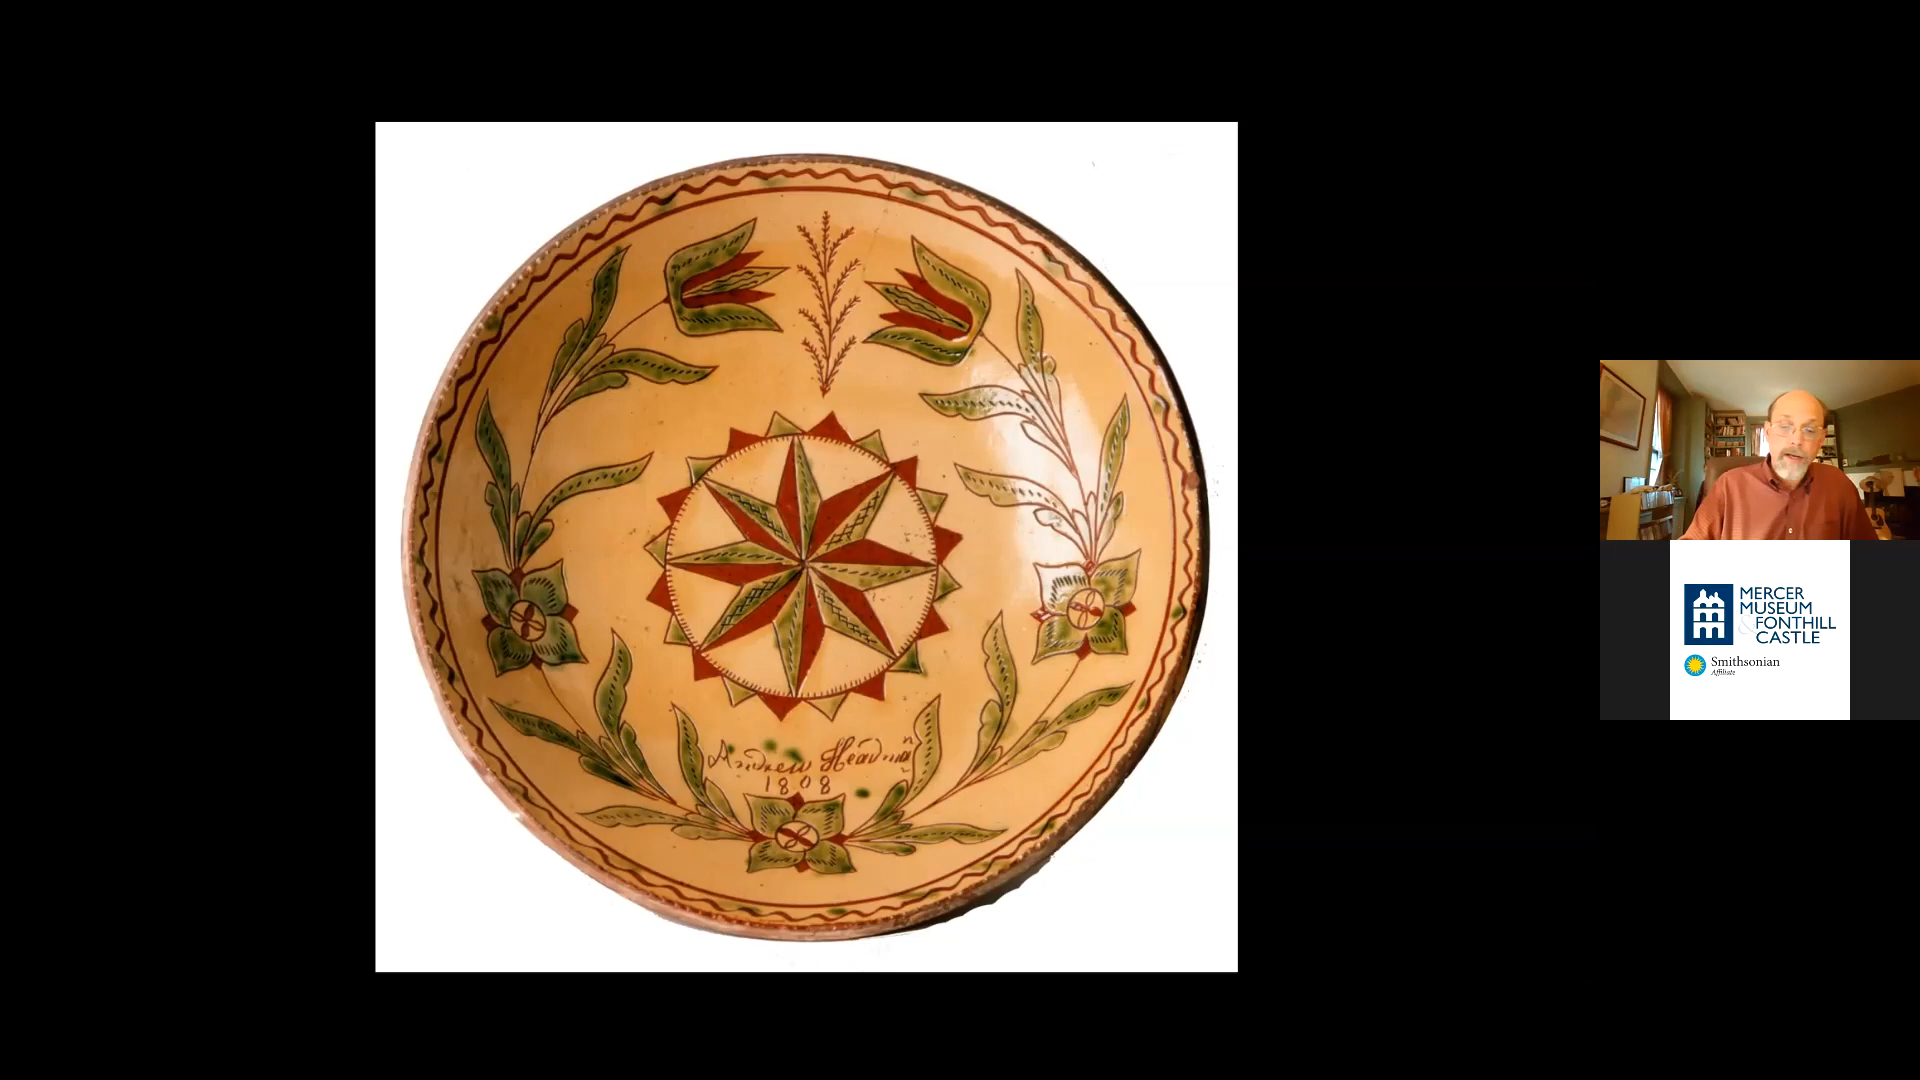 Andrew Headman
1808
MERCER
MUSEUM
& FONTHILL
CASTLE
Smithsonian
Affiliate